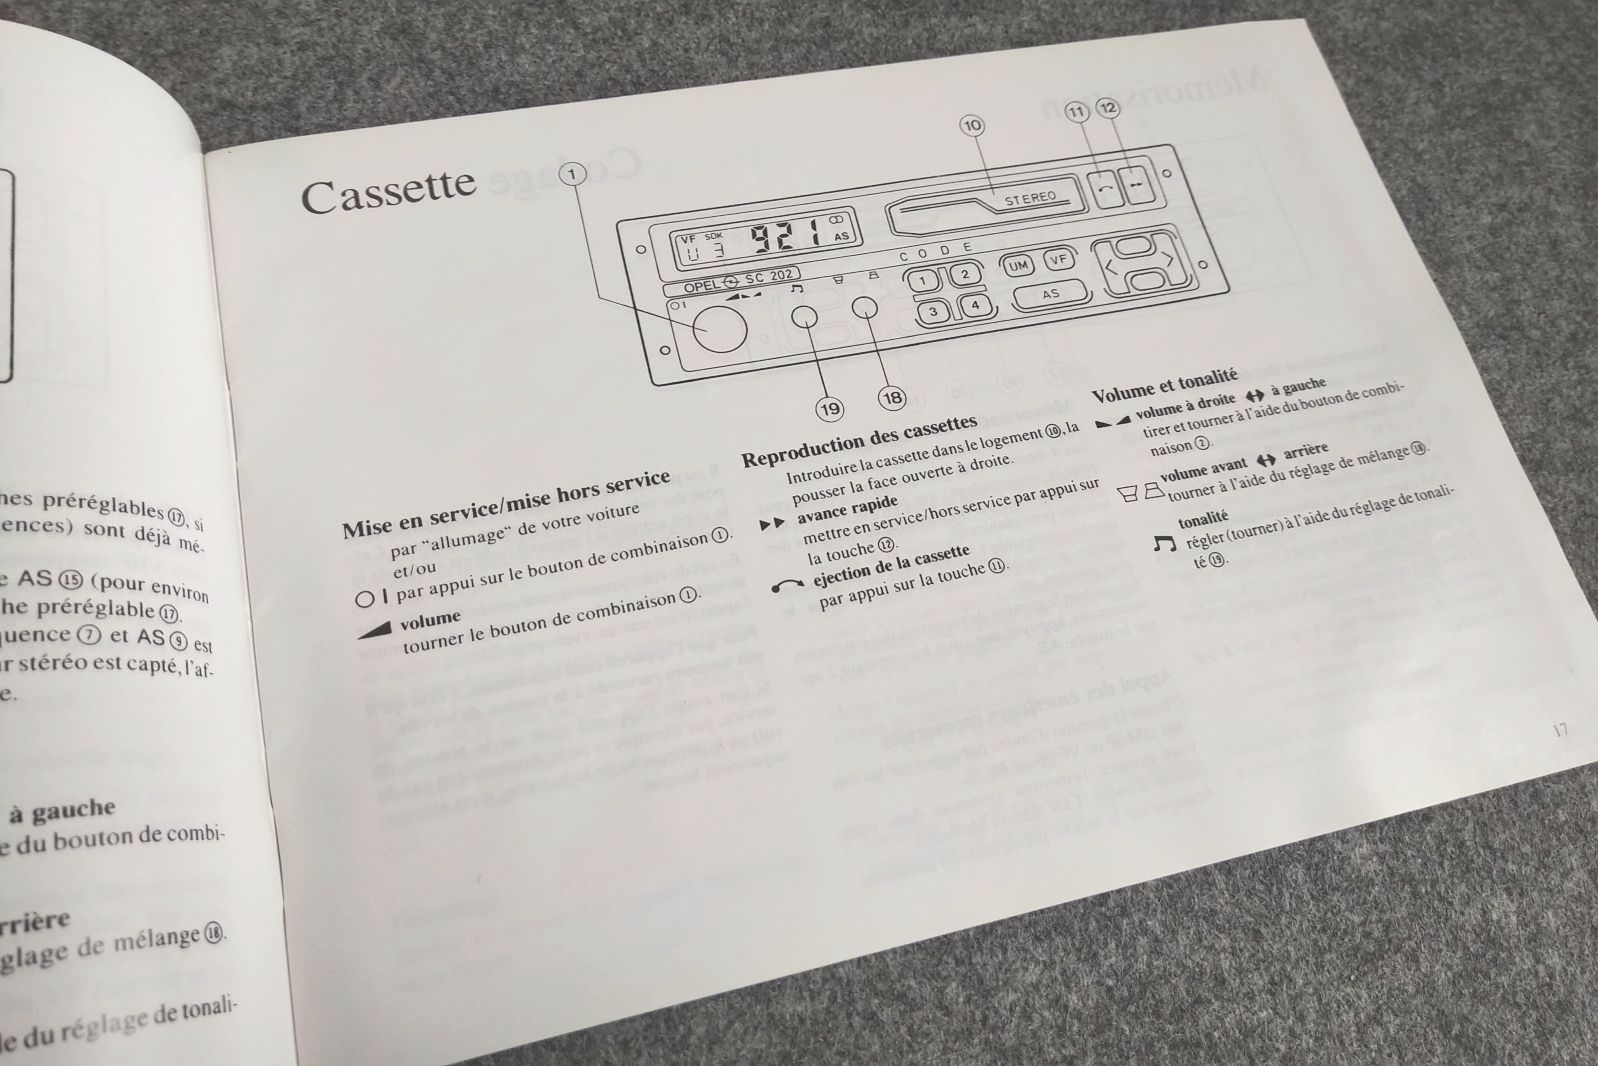 hes préréglables ⑰, si
ences) sont déjà mé-
e AS ⑮ (pour environ
he préréglable ⑰.
quence ⑦ et AS ⑨ est
r stéréo est capté, l'af-
e.
à gauche
e du bouton de combi-
rrière
glage de mélange ⑱.
le du réglage de tonali-
Cassette
①
⑩
⑪
⑫
VF SDK
U 3
921
AS
STEREO
OPEL SC 202
CODE
1
2
3
4
UM
VF
AS
< >
⑲
⑱
Mise en service/mise hors service
par “allumage“ de votre voiture
et/ou
O I par appui sur le bouton de combinaison ①.
volume
tourner le bouton de combinaison ①.
Reproduction des cassettes
Introduire la cassette dans le logement ⑩, la
pousser la face ouverte à droite.
▶▶ avance rapide
mettre en service/hors service par appui sur
la touche ⑫.
ejection de la cassette
par appui sur la touche ⑪.
Volume et tonalité
volume à droite ↔ à gauche
tirer et tourner à l'aide du bouton de combi-
naison ②.
volume avant ↔ arrière
tourner à l'aide du réglage de mélange ⑱.
tonalité
régler (tourner) à l'aide du réglage de tonali-
té ⑲.
17